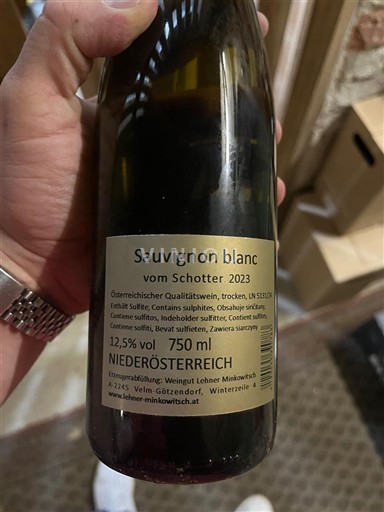 Sauvignon blanc
VINIO
vom Schotter 2023
Österreichischer Qualitätswein, trocken, LN
Enthält Sulfite, Contains sulphites, Obsahuje siričitany,
Contiene sulfitos, Indeholder sulfitter, Contient sulfites,
Contiene sulfiti, Bevat sulfieten, Zawiera siarczyny
12,5% vol 750 ml
NIEDERÖSTERREICH
Erzeugerabfüllung: Weingut Lehner Minkowitsch
A-2245 Velm-Götzendorf, Winterzeile 4
www.lehner-minkowitsch.at